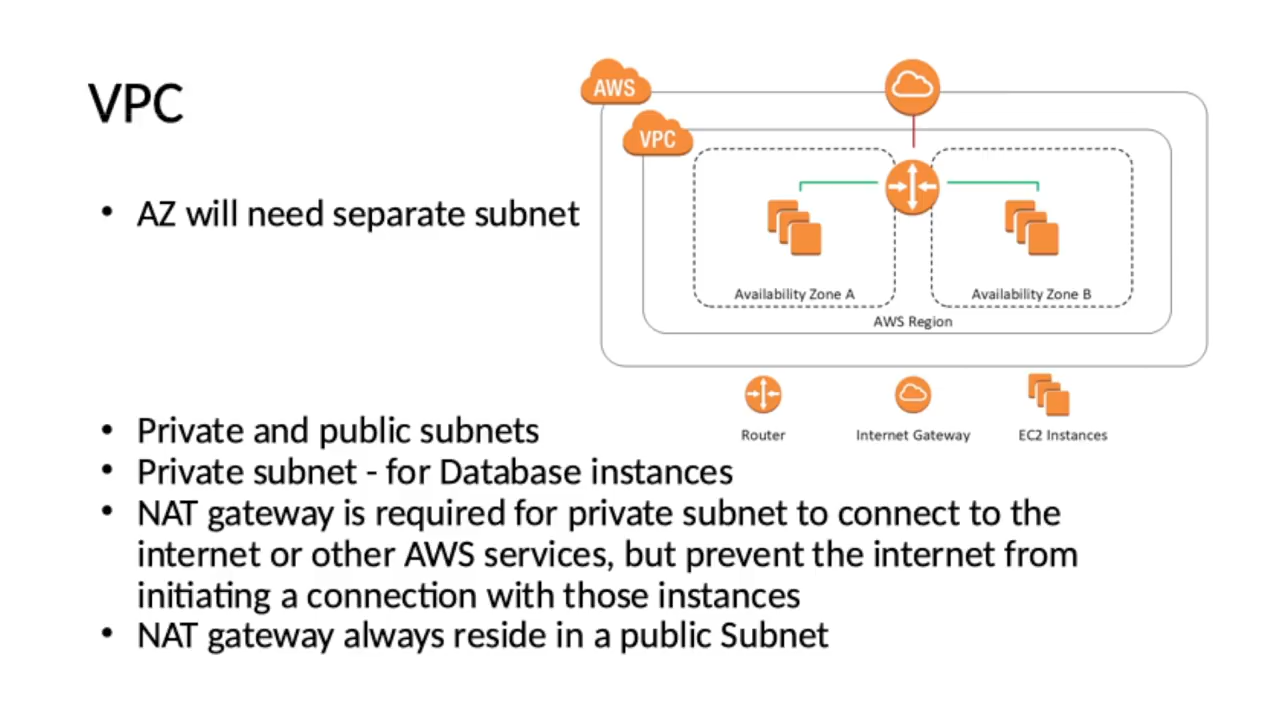 VPC
AWS
VPC
• AZ will need separate subnet
Availability Zone A
Availability Zone B
AWS Region
Router
Internet Gateway
EC2 Instances
• Private and public subnets
• Private subnet - for Database instances
• NAT gateway is required for private subnet to connect to the
internet or other AWS services, but prevent the internet from
initiating a connection with those instances
• NAT gateway always reside in a public Subnet